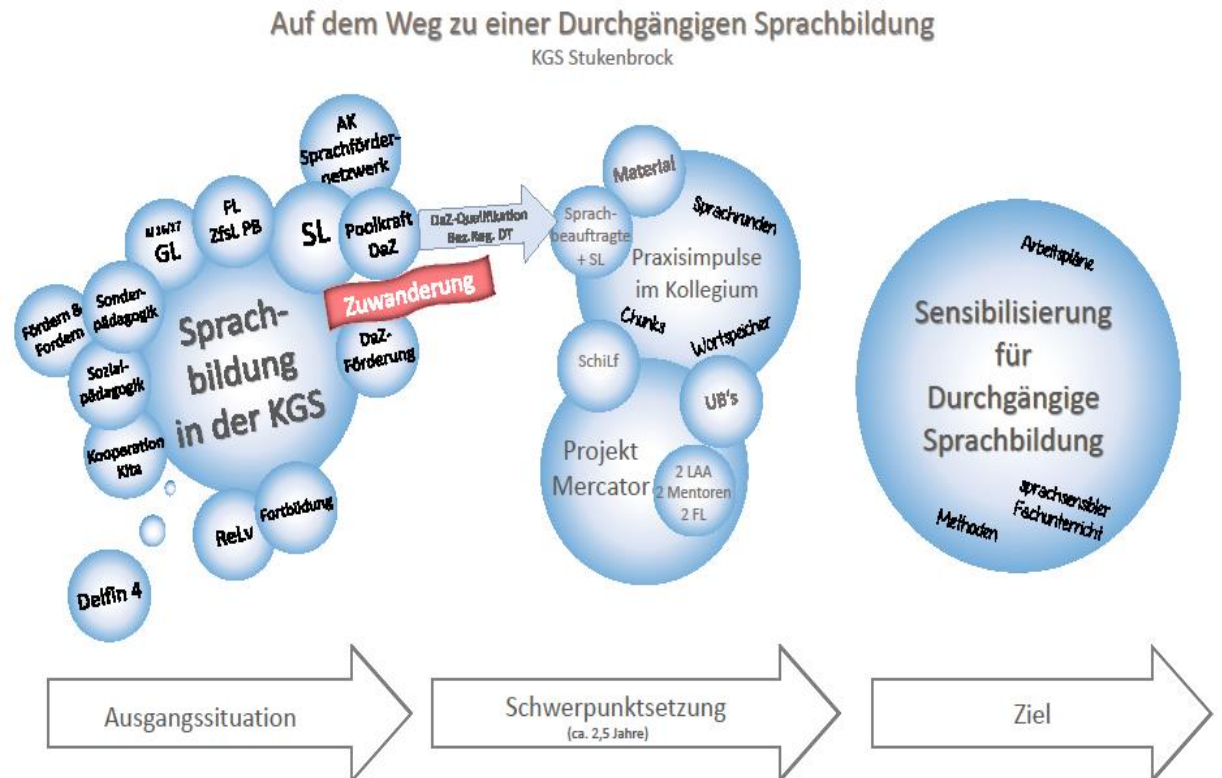 Auf dem Weg zu einer Durchgängigen Sprachbildung
KGS Stukenbrock
AK
Sprachförder-
netzwerk
FL
ZfsL PB
16/17
GL
SL
Poolkraft
DaZ
DaZ-Qualifikation
Bez.Reg. DT
Zuwanderung
DaZ-
Förderung
Sonder-
pädagogik
Fördern &
Fordern
Sozial-
pädagogik
Kooperation
Kita
Sprach-
bildung
in der KGS
ReLv
Fortbildung
Delfin 4
Material
Sprach-
beauftragte
+ SL
Sprachrunden
Praxisimpulse
im Kollegium
Chunks
Wortspeicher
SchiLf
UB's
Projekt
Mercator
2 LAA
2 Mentoren
2 FL
Arbeitspläne
Sensibilisierung
für
Durchgängige
Sprachbildung
sprachsensibler
Fachunterricht
Methoden
Ausgangssituation
Schwerpunktsetzung
(ca. 2,5 Jahre)
Ziel